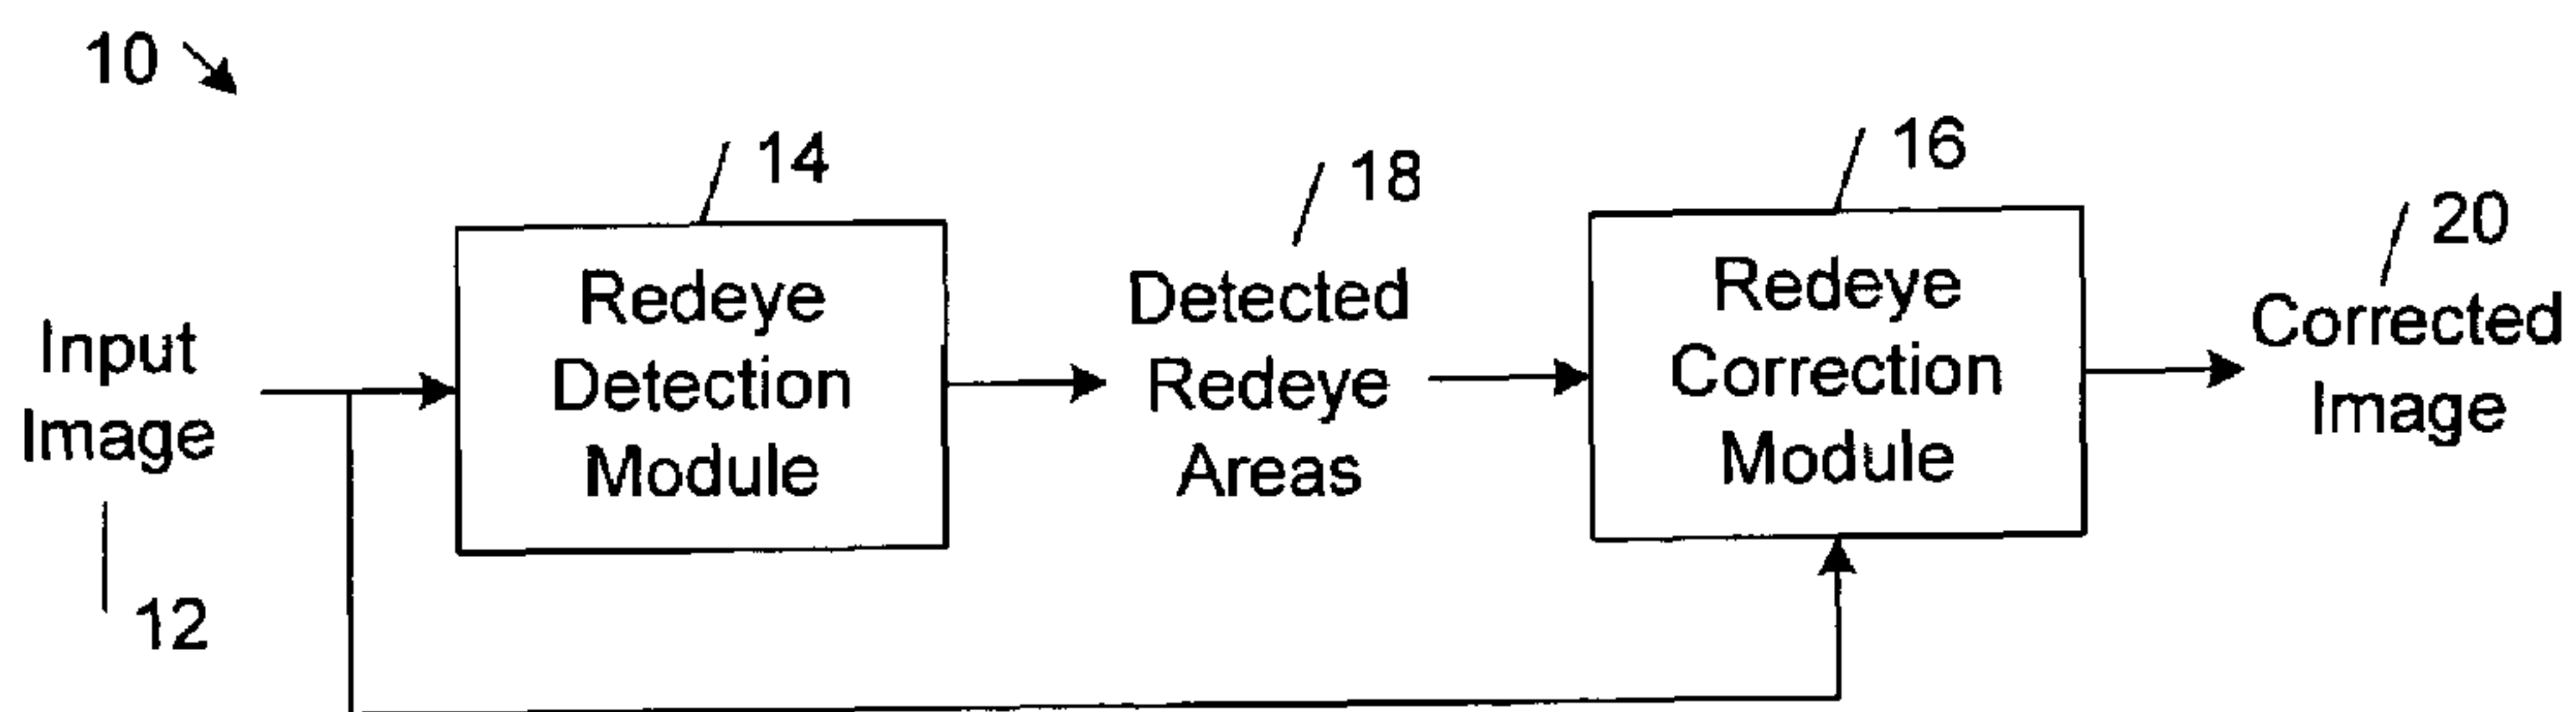 10
14
18
16
20
Input
Image
12
Redeye
Detection
Module
Detected
Redeye
Areas
Redeye
Correction
Module
Corrected
Image